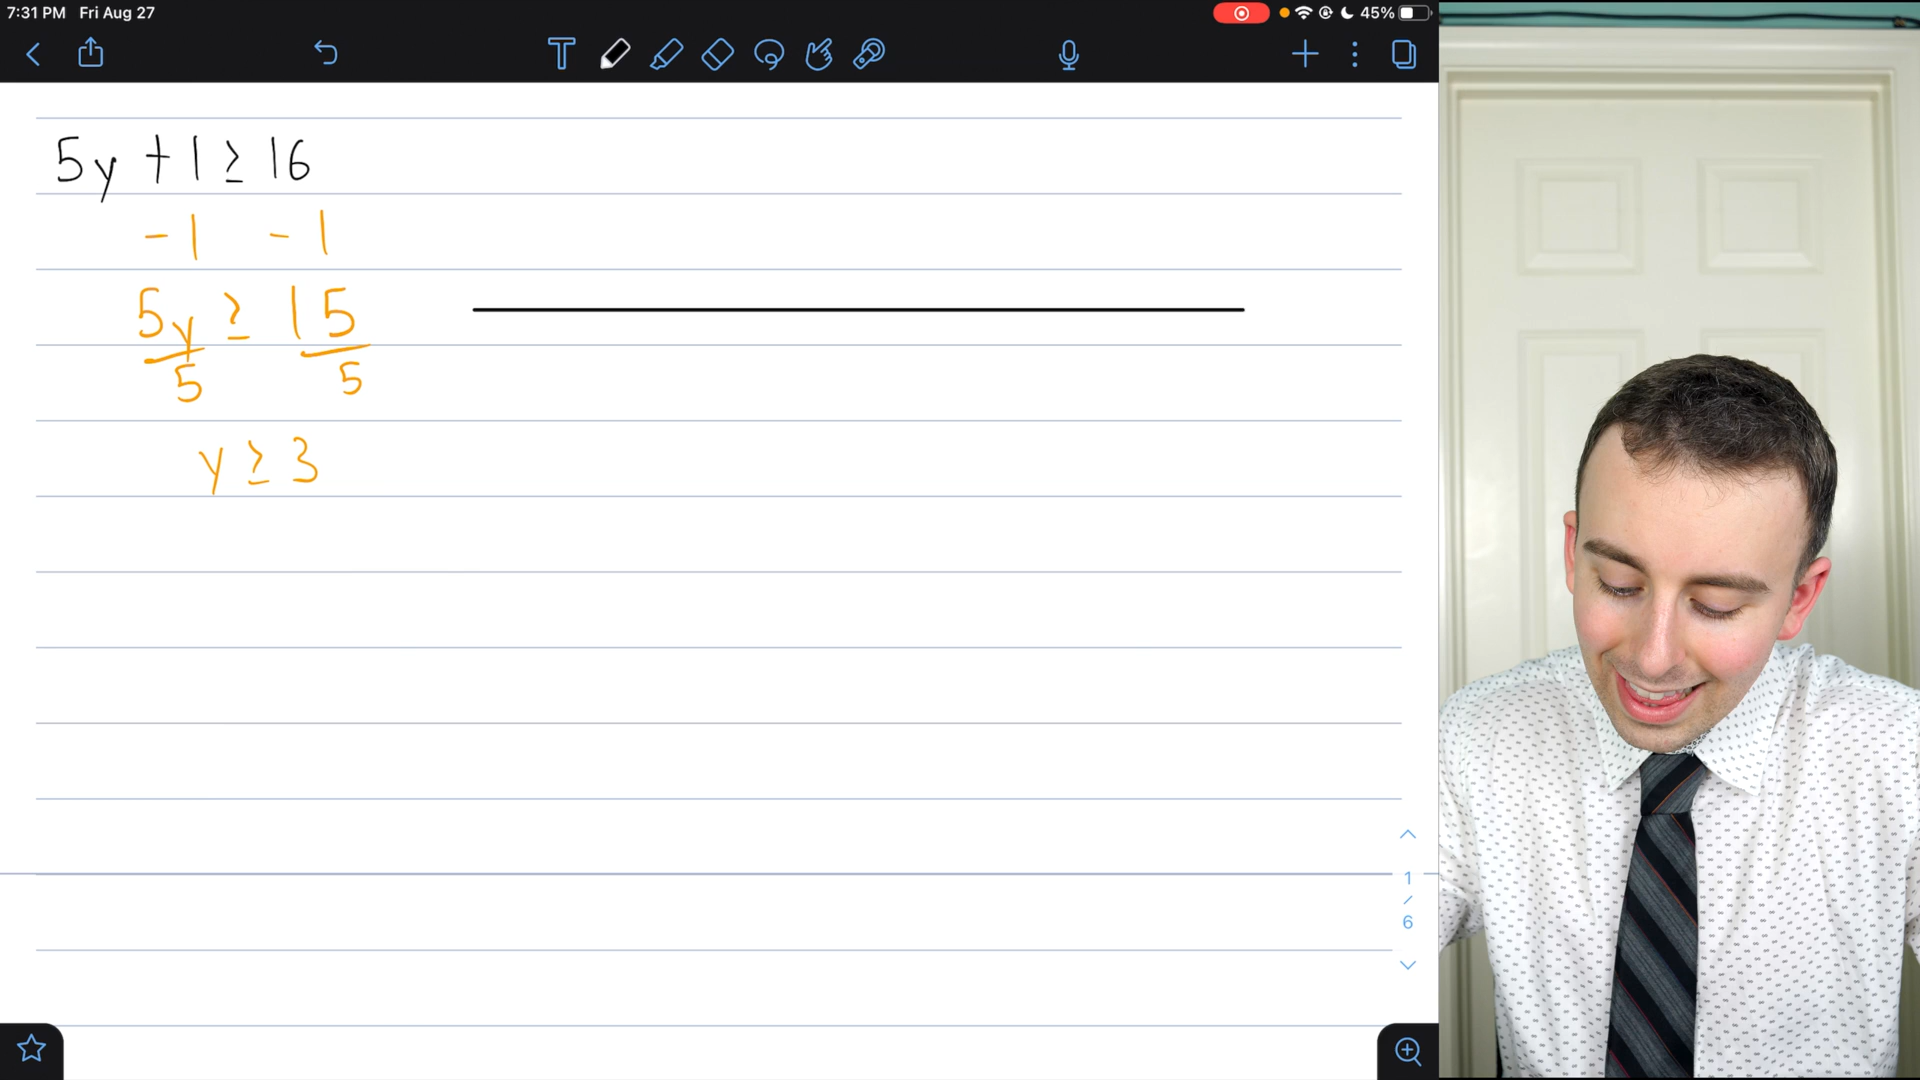 7:31 PM Fri Aug 27
45%
T
5y + 1 ≥ 16
- 1 - 1
5y ≥ 15
5 5
y ≥ 3
1
/
6